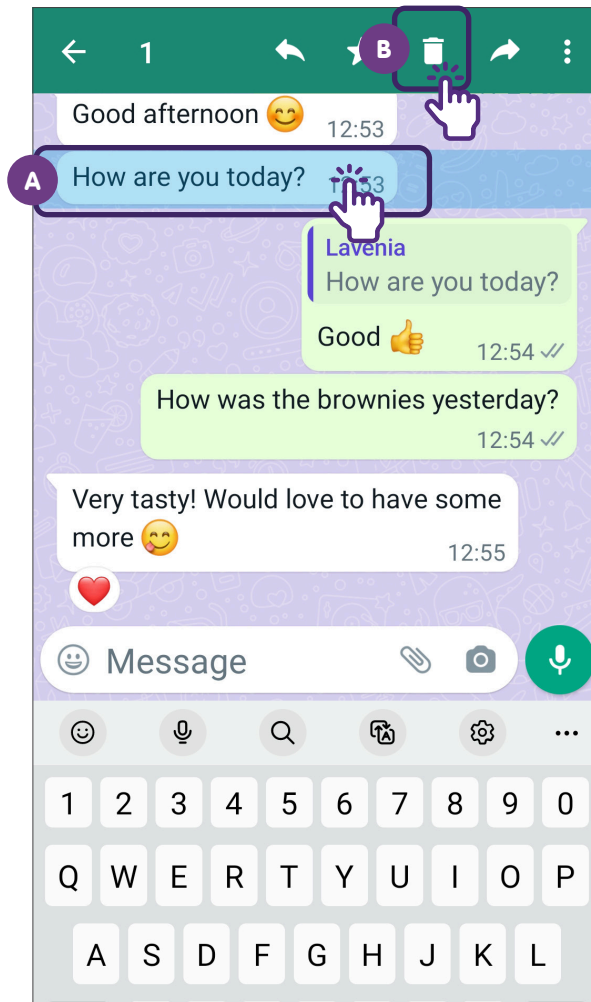 1
B
Good afternoon 😊 12:53
A
How are you today? 12:53
Lavenia
How are you today?
Good 👍 12:54
How was the brownies yesterday?
12:54
Very tasty! Would love to have some
more 😋 12:55
❤️
Message
1 2 3 4 5 6 7 8 9 0
Q W E R T Y U I O P
A S D F G H J K L